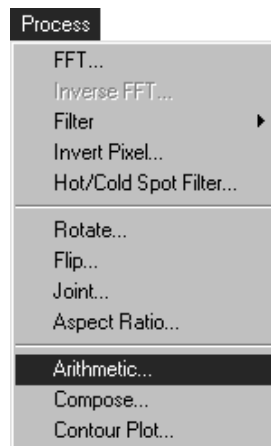 Process
FFT...
Inverse FFT...
Filter
Invert Pixel...
Hot/Cold Spot Filter...
Rotate...
Flip...
Joint...
Aspect Ratio...
Arithmetic...
Compose...
Contour Plot...